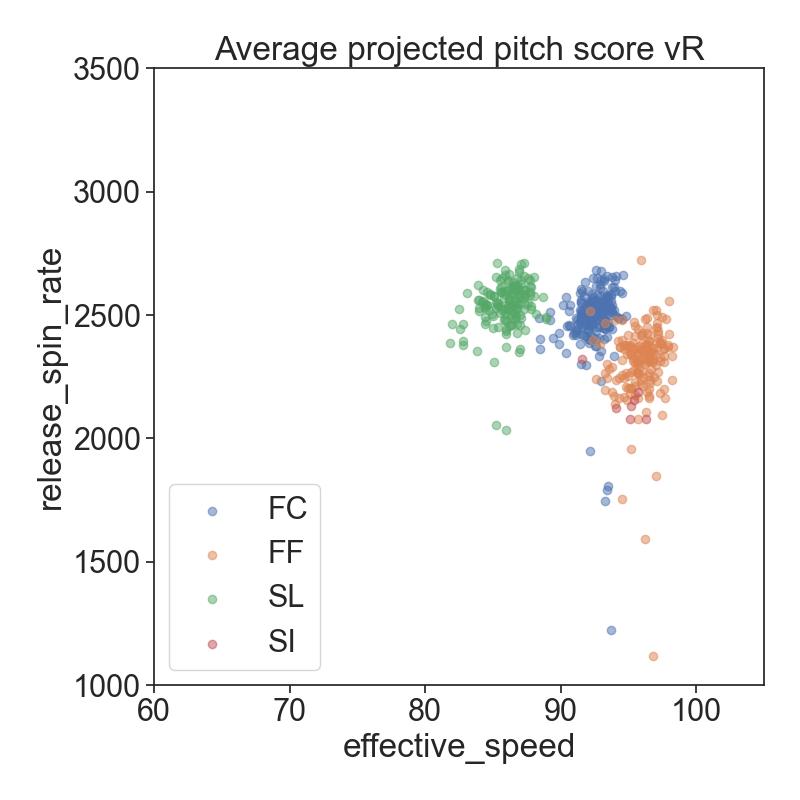 Average projected pitch score vR
3500
3000
2500
2000
1500
1000
release_spin_rate
FC
FF
SL
SI
60
70
80
90
100
effective_speed